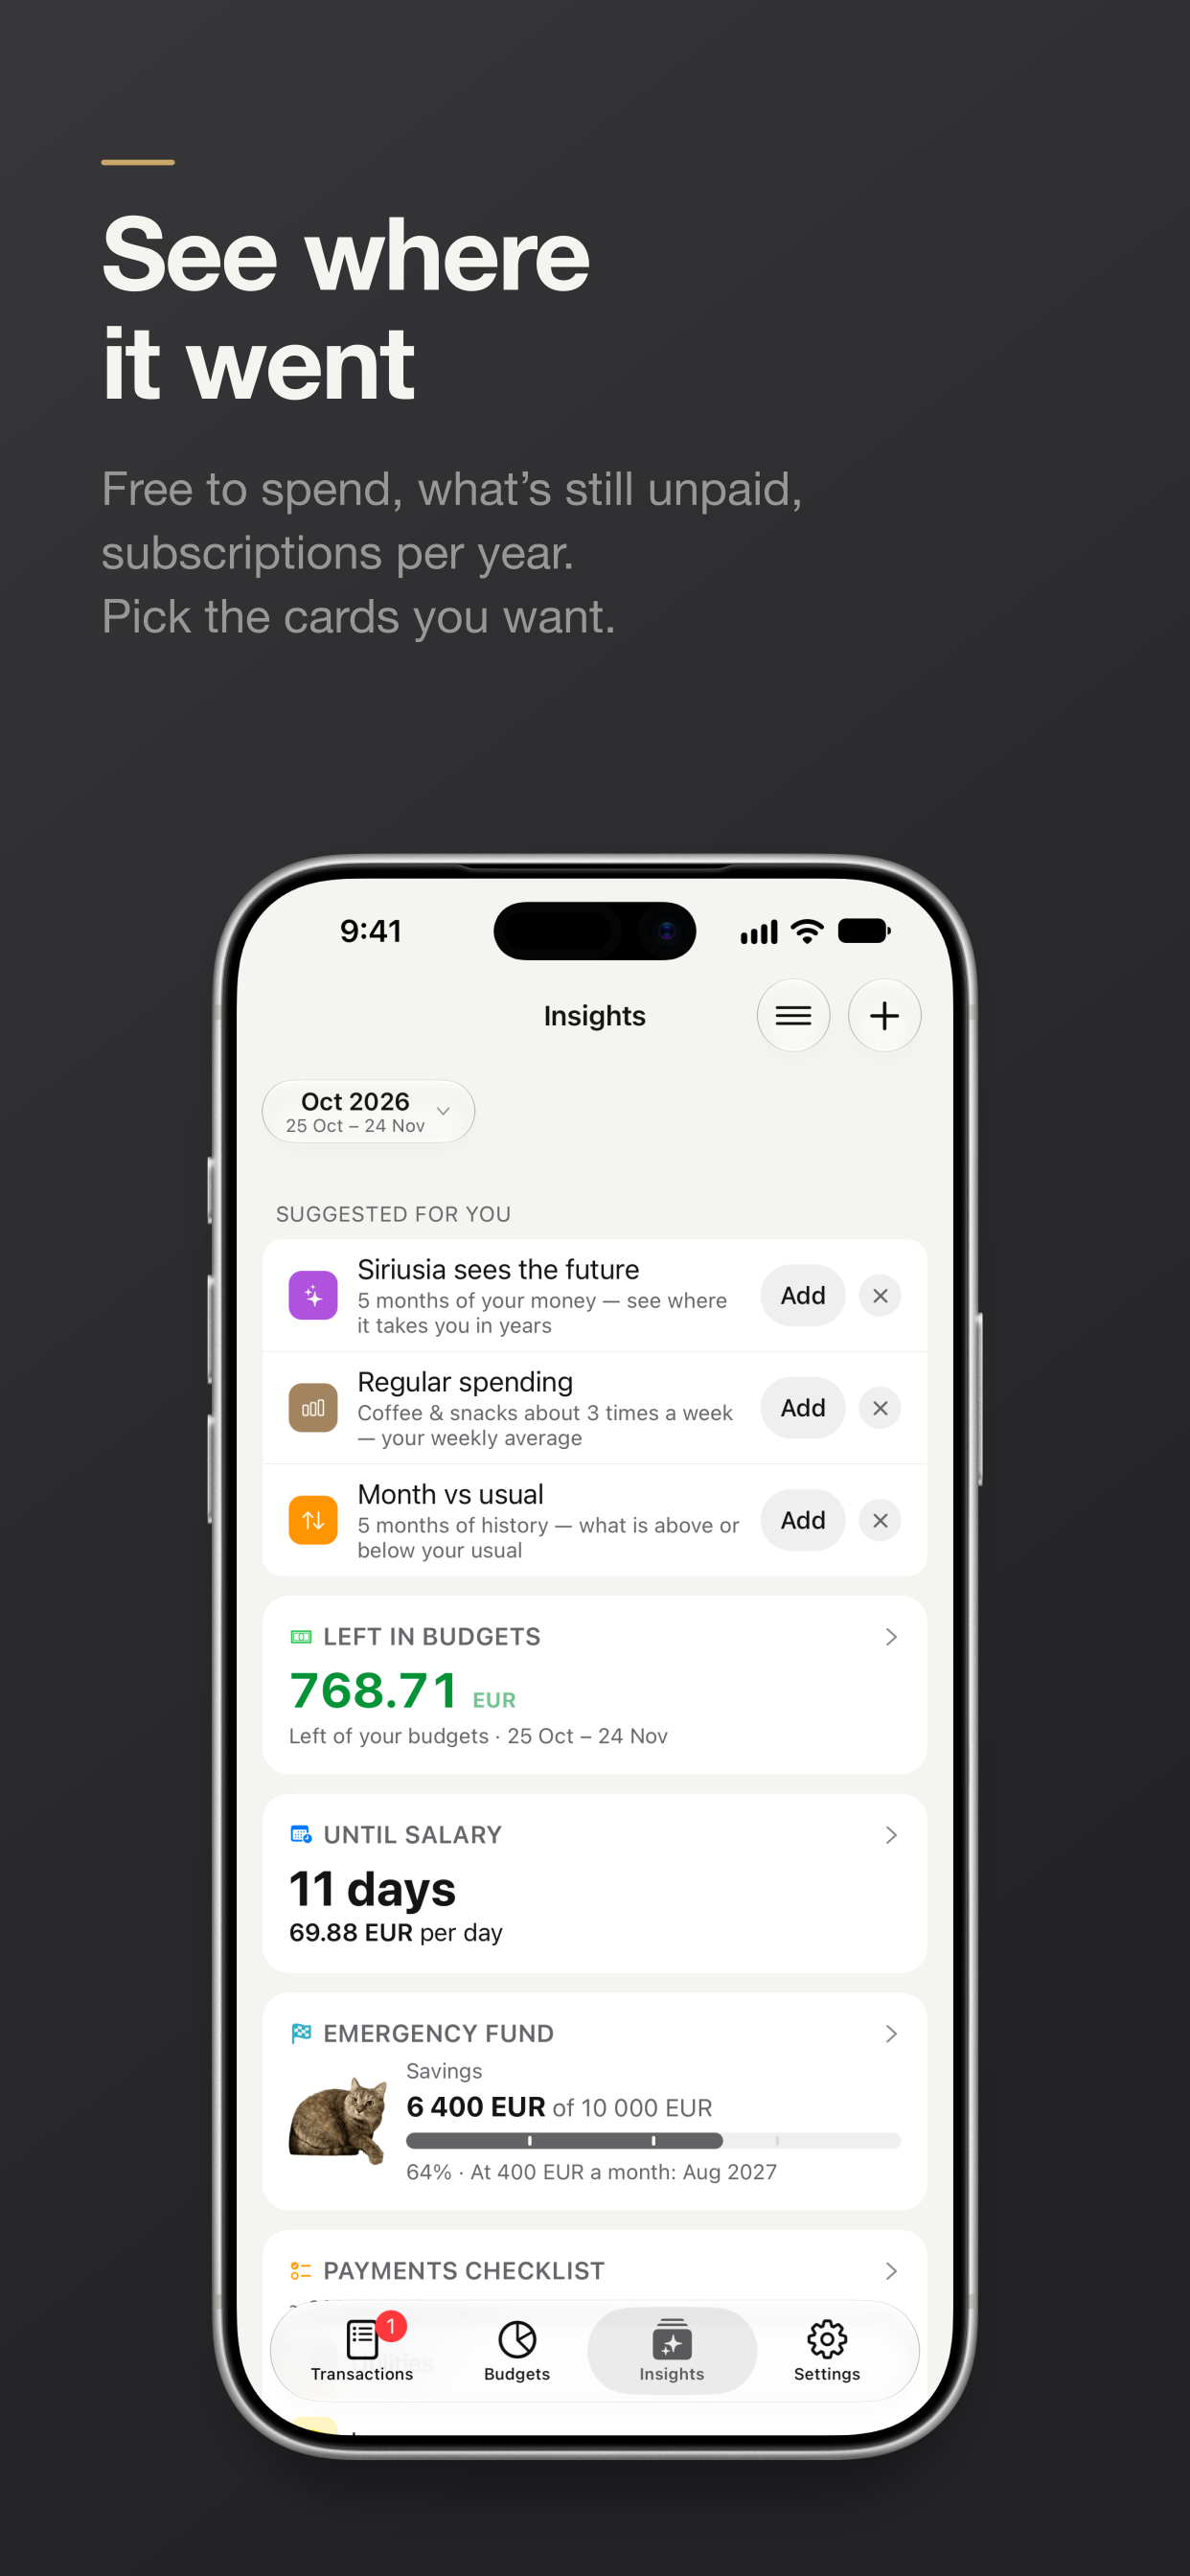 See where
it went
Free to spend, what’s still unpaid,
subscriptions per year.
Pick the cards you want.
9:41
Insights
Oct 2026
25 Oct – 24 Nov
SUGGESTED FOR YOU
Siriusia sees the future
5 months of your money — see where
it takes you in years
Add
Regular spending
Coffee & snacks about 3 times a week
— your weekly average
Add
Month vs usual
5 months of history — what is above or
below your usual
Add
LEFT IN BUDGETS
768.71 EUR
Left of your budgets · 25 Oct – 24 Nov
UNTIL SALARY
11 days
69.88 EUR per day
EMERGENCY FUND
Savings
6 400 EUR of 10 000 EUR
64% · At 400 EUR a month: Aug 2027
PAYMENTS CHECKLIST
1
Transactions Budgets Insights Settings